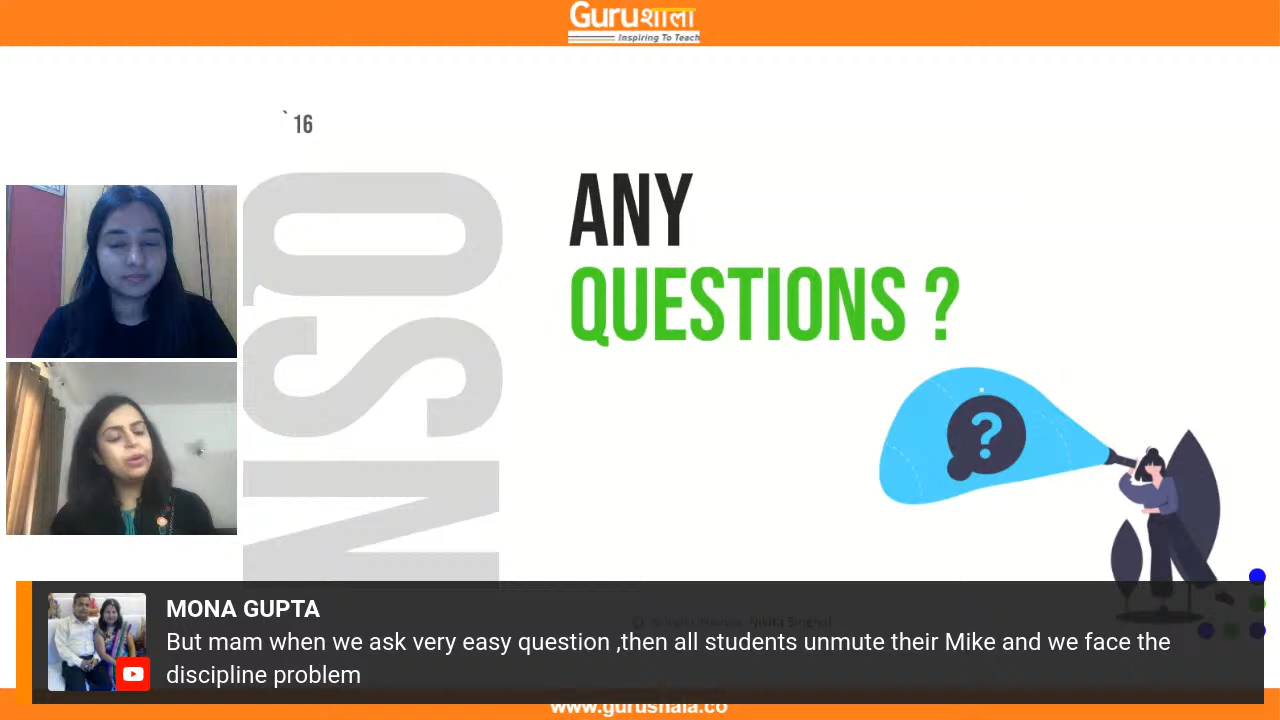 Guruशाला
Inspiring To Teach
` 16
NSO
ANY
QUESTIONS ?
?
MONA GUPTA
But mam when we ask very easy question ,then all students unmute their Mike and we face the
discipline problem
www.gurushala.co